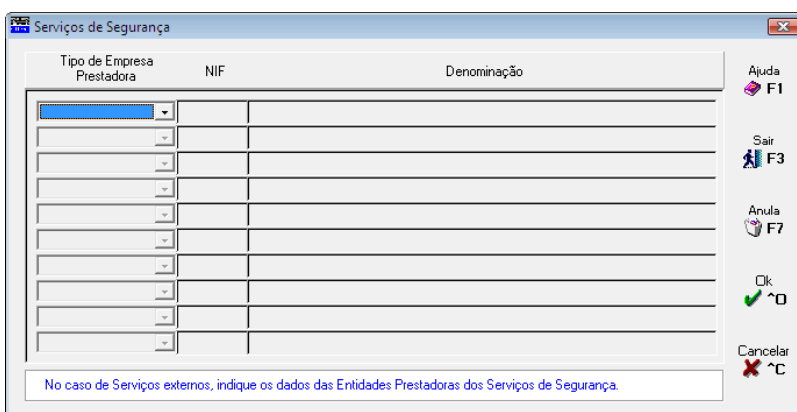 Serviços de Segurança
Tipo de Empresa
Prestadora
NIF
Denominação
Ajuda
F1
Sair
F3
Anula
F7
Ok
^O
Cancelar
^C
No caso de Serviços externos, indique os dados das Entidades Prestadoras dos Serviços de Segurança.